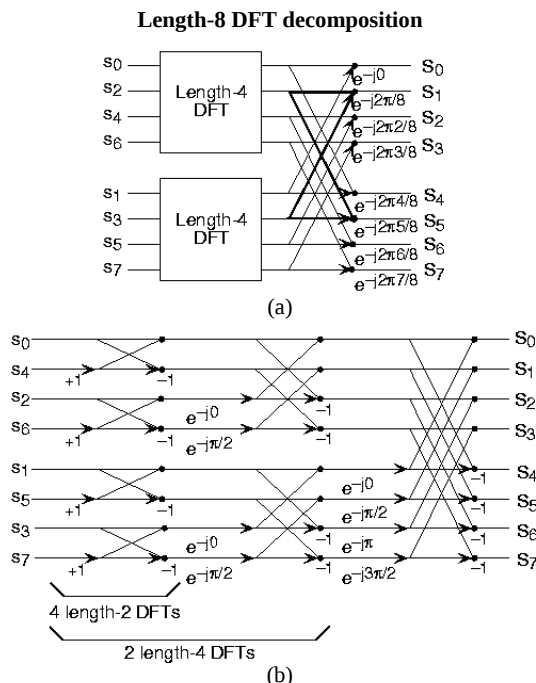 Length-8 DFT decomposition
s0 S0
e–j0
s2 S1
e–j2π/8
s4 S2
e–j2π2/8
s6 S3
e–j2π3/8
Length-4
DFT
s1 S4
e–j2π4/8
s3 S5
e–j2π5/8
s5 S6
e–j2π6/8
s7 S7
e–j2π7/8
Length-4
DFT
(a)
s0 S0
s4 S1
+1 –1
s2 e–j0 S2
–1
s6 e–jπ/2 S3
+1 –1 –1
s1 e–j0 S4
–1
s5 e–jπ/2 S5
+1 –1 –1
s3 e–j0 e–jπ S6
–1 –1
s7 e–jπ/2 e–j3π/2 S7
+1 –1 –1 –1
4 length-2 DFTs
2 length-4 DFTs
(b)